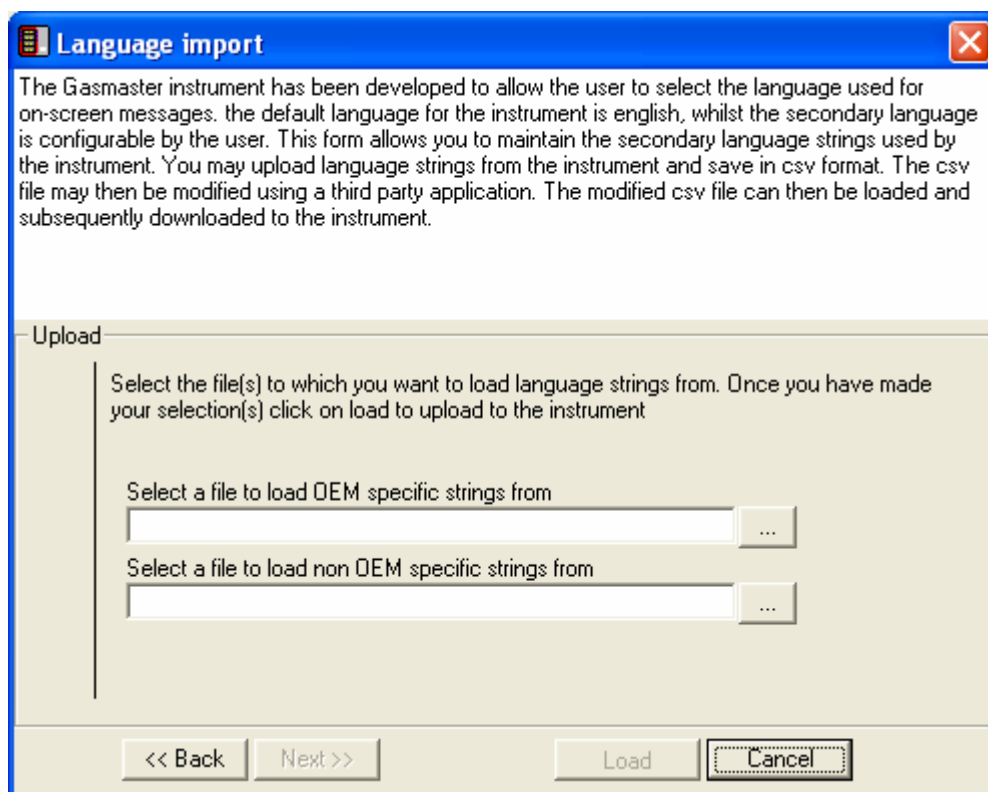 Language import
The Gasmaster instrument has been developed to allow the user to select the language used for
on-screen messages. the default language for the instrument is english, whilst the secondary language
is configurable by the user. This form allows you to maintain the secondary language strings used by
the instrument. You may upload language strings from the instrument and save in csv format. The csv
file may then be modified using a third party application. The modified csv file can then be loaded and
subsequently downloaded to the instrument.
Upload
Select the file(s) to which you want to load language strings from. Once you have made
your selection(s) click on load to upload to the instrument
Select a file to load OEM specific strings from
...
Select a file to load non OEM specific strings from
...
<< Back Next >> Load Cancel